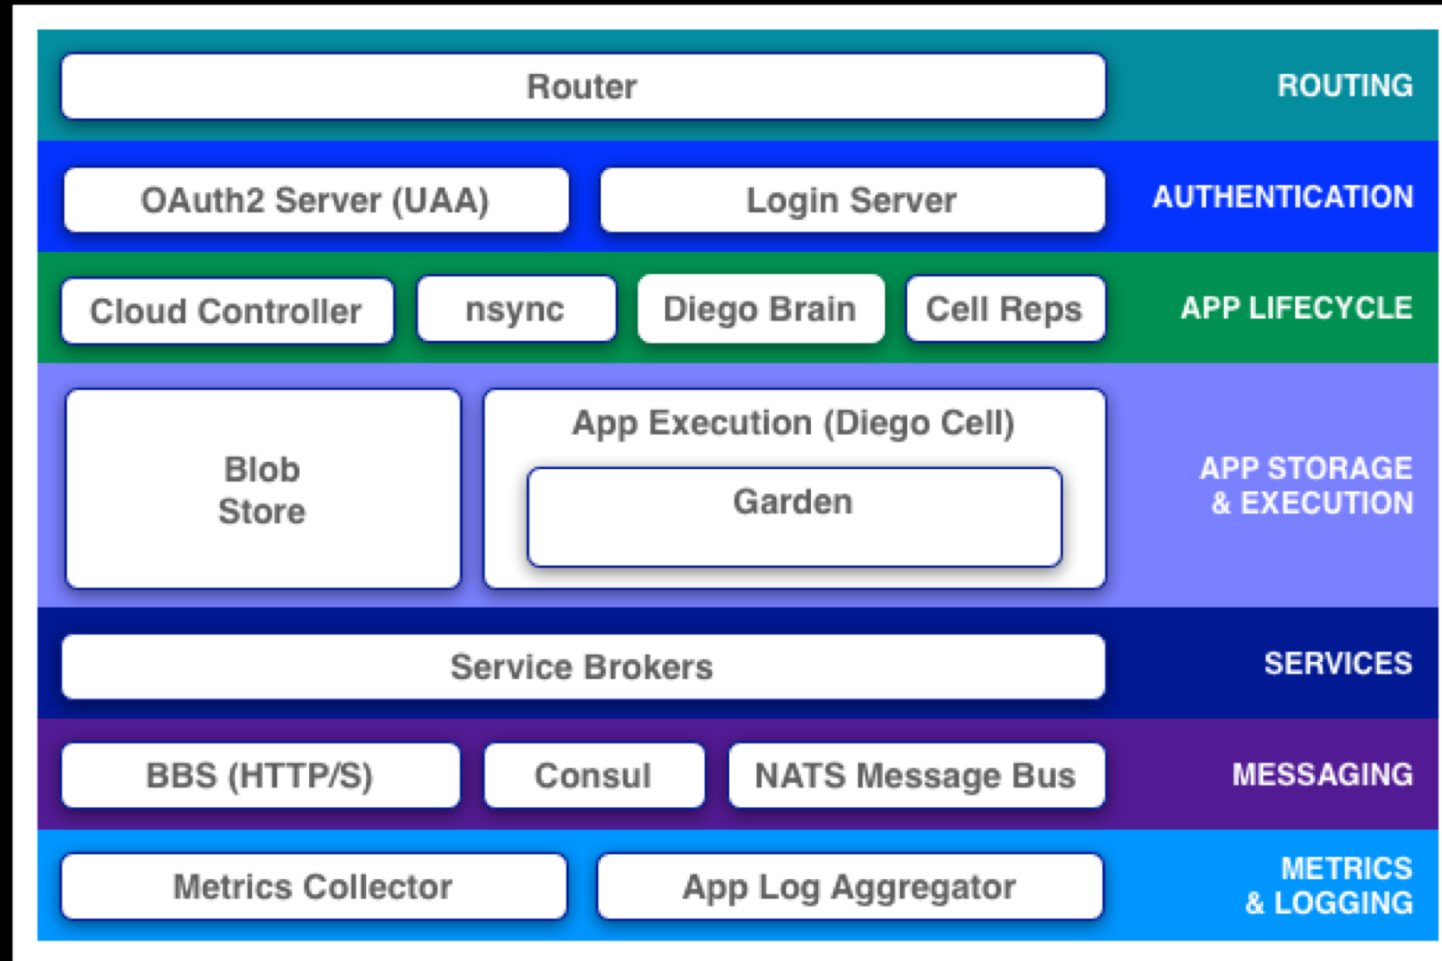 Router
ROUTING
OAuth2 Server (UAA)
Login Server
AUTHENTICATION
Cloud Controller
nsync
Diego Brain
Cell Reps
APP LIFECYCLE
Blob
Store
App Execution (Diego Cell)
Garden
APP STORAGE
& EXECUTION
Service Brokers
SERVICES
BBS (HTTP/S)
Consul
NATS Message Bus
MESSAGING
Metrics Collector
App Log Aggregator
METRICS
& LOGGING